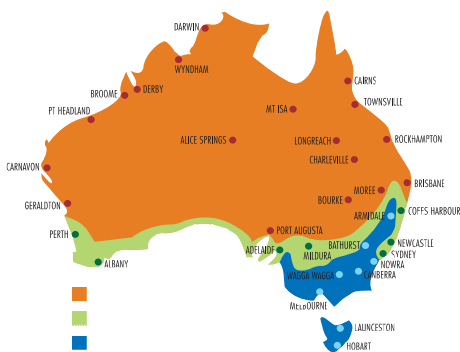 DARWIN
WYNDHAM
CAIRNS
DERBY
BROOME
TOWNSVILLE
MT ISA
PT HEADLAND
ALICE SPRINGS
LONGREACH
ROCKHAMPTON
CHARLEVILLE
CARNAVON
MOREE
BRISBANE
BOURKE
GERALDTON
ARMIDALE
COFFS HARBOUR
PERTH
PORT AUGUSTA
ADELAIDE
BATHURST
NEWCASTLE
MILDURA
SYDNEY
ALBANY
NOWRA
WAGGA WAGGA
CANBERRA
MELBOURNE
LAUNCESTON
HOBART